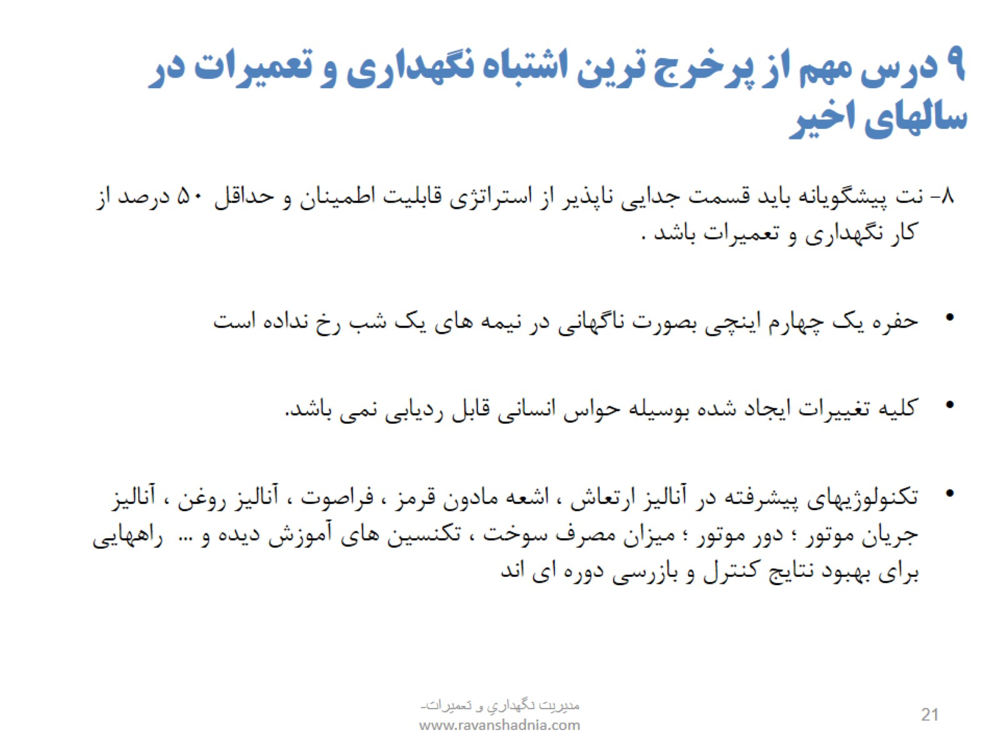 ۹ درس مهم از پرخرج ترین اشتباه نگهداری و تعمیرات در
سالهای اخیر
۸- نت پیشگویانه باید قسمت جدایی ناپذیر از استراتژی قابلیت اطمینان و حداقل ۵۰ درصد از
کار نگهداری و تعمیرات باشد .
• حفره یک چهارم اینچی بصورت ناگهانی در نیمه های یک شب رخ نداده است
• کلیه تغییرات ایجاد شده بوسیله حواس انسانی قابل ردیابی نمی باشد.
• تکنولوژیهای پیشرفته در آنالیز ارتعاش ، اشعه مادون قرمز ، فراصوت ، آنالیز روغن ، آنالیز
جریان موتور ؛ دور موتور ؛ میزان مصرف سوخت ، تکنسین های آموزش دیده و ... راههایی
برای بهبود نتایج کنترل و بازرسی دوره ای اند
مديريت نگهداري و تعميرات-
www.ravanshadnia.com
21